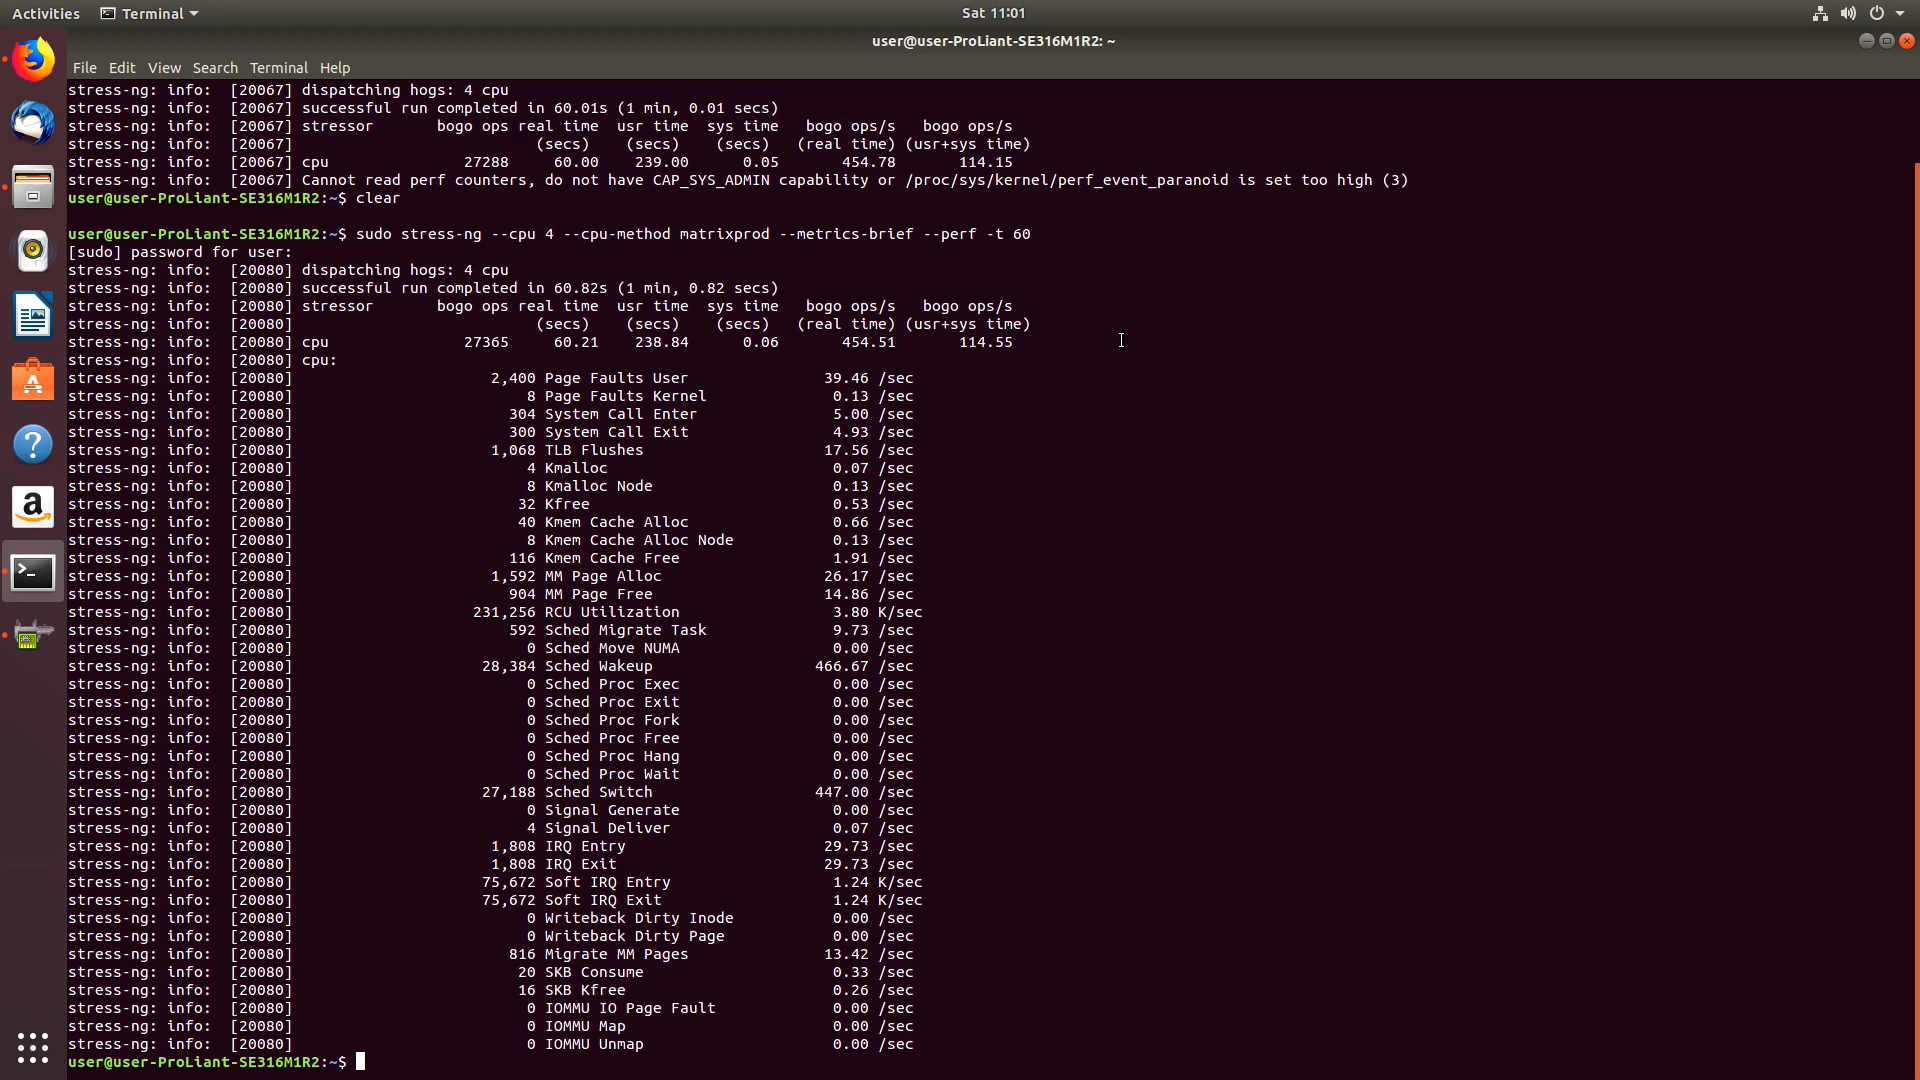 Activities Terminal Sat 11:01
user@user-ProLiant-SE316M1R2: ~
File Edit View Search Terminal Help
stress-ng: info:  [20067] dispatching hogs: 4 cpu
stress-ng: info:  [20067] successful run completed in 60.01s (1 min, 0.01 secs)
stress-ng: info:  [20067] stressor       bogo ops real time  usr time  sys time   bogo ops/s   bogo ops/s
stress-ng: info:  [20067]                           (secs)    (secs)    (secs)   (real time) (usr+sys time)
stress-ng: info:  [20067] cpu               27288     60.00    239.00      0.05       454.78       114.15
stress-ng: info:  [20067] Cannot read perf counters, do not have CAP_SYS_ADMIN capability or /proc/sys/kernel/perf_event_paranoid is set too high (3)
user@user-ProLiant-SE316M1R2:~$ clear
user@user-ProLiant-SE316M1R2:~$ sudo stress-ng --cpu 4 --cpu-method matrixprod --metrics-brief --perf -t 60
[sudo] password for user:
stress-ng: info:  [20080] dispatching hogs: 4 cpu
stress-ng: info:  [20080] successful run completed in 60.82s (1 min, 0.82 secs)
stress-ng: info:  [20080] stressor       bogo ops real time  usr time  sys time   bogo ops/s   bogo ops/s
stress-ng: info:  [20080]                           (secs)    (secs)    (secs)   (real time) (usr+sys time)
stress-ng: info:  [20080] cpu               27365     60.21    238.84      0.06       454.51       114.55
stress-ng: info:  [20080] cpu:
stress-ng: info:  [20080]                      2,400 Page Faults User               39.46 /sec
stress-ng: info:  [20080]                          8 Page Faults Kernel              0.13 /sec
stress-ng: info:  [20080]                        304 System Call Enter               5.00 /sec
stress-ng: info:  [20080]                        300 System Call Exit                4.93 /sec
stress-ng: info:  [20080]                      1,068 TLB Flushes                    17.56 /sec
stress-ng: info:  [20080]                          4 Kmalloc                         0.07 /sec
stress-ng: info:  [20080]                          8 Kmalloc Node                    0.13 /sec
stress-ng: info:  [20080]                         32 Kfree                           0.53 /sec
stress-ng: info:  [20080]                         40 Kmem Cache Alloc                0.66 /sec
stress-ng: info:  [20080]                          8 Kmem Cache Alloc Node           0.13 /sec
stress-ng: info:  [20080]                        116 Kmem Cache Free                 1.91 /sec
stress-ng: info:  [20080]                      1,592 MM Page Alloc                  26.17 /sec
stress-ng: info:  [20080]                        904 MM Page Free                   14.86 /sec
stress-ng: info:  [20080]                    231,256 RCU Utilization                 3.80 K/sec
stress-ng: info:  [20080]                        592 Sched Migrate Task              9.73 /sec
stress-ng: info:  [20080]                          0 Sched Move NUMA                 0.00 /sec
stress-ng: info:  [20080]                     28,384 Sched Wakeup                  466.67 /sec
stress-ng: info:  [20080]                          0 Sched Proc Exec                 0.00 /sec
stress-ng: info:  [20080]                          0 Sched Proc Exit                 0.00 /sec
stress-ng: info:  [20080]                          0 Sched Proc Fork                 0.00 /sec
stress-ng: info:  [20080]                          0 Sched Proc Free                 0.00 /sec
stress-ng: info:  [20080]                          0 Sched Proc Hang                 0.00 /sec
stress-ng: info:  [20080]                          0 Sched Proc Wait                 0.00 /sec
stress-ng: info:  [20080]                     27,188 Sched Switch                  447.00 /sec
stress-ng: info:  [20080]                          0 Signal Generate                 0.00 /sec
stress-ng: info:  [20080]                          4 Signal Deliver                  0.07 /sec
stress-ng: info:  [20080]                      1,808 IRQ Entry                      29.73 /sec
stress-ng: info:  [20080]                      1,808 IRQ Exit                       29.73 /sec
stress-ng: info:  [20080]                     75,672 Soft IRQ Entry                  1.24 K/sec
stress-ng: info:  [20080]                     75,672 Soft IRQ Exit                   1.24 K/sec
stress-ng: info:  [20080]                          0 Writeback Dirty Inode           0.00 /sec
stress-ng: info:  [20080]                          0 Writeback Dirty Page            0.00 /sec
stress-ng: info:  [20080]                        816 Migrate MM Pages               13.42 /sec
stress-ng: info:  [20080]                         20 SKB Consume                     0.33 /sec
stress-ng: info:  [20080]                         16 SKB Kfree                       0.26 /sec
stress-ng: info:  [20080]                          0 IOMMU IO Page Fault             0.00 /sec
stress-ng: info:  [20080]                          0 IOMMU Map                       0.00 /sec
stress-ng: info:  [20080]                          0 IOMMU Unmap                     0.00 /sec
user@user-ProLiant-SE316M1R2:~$